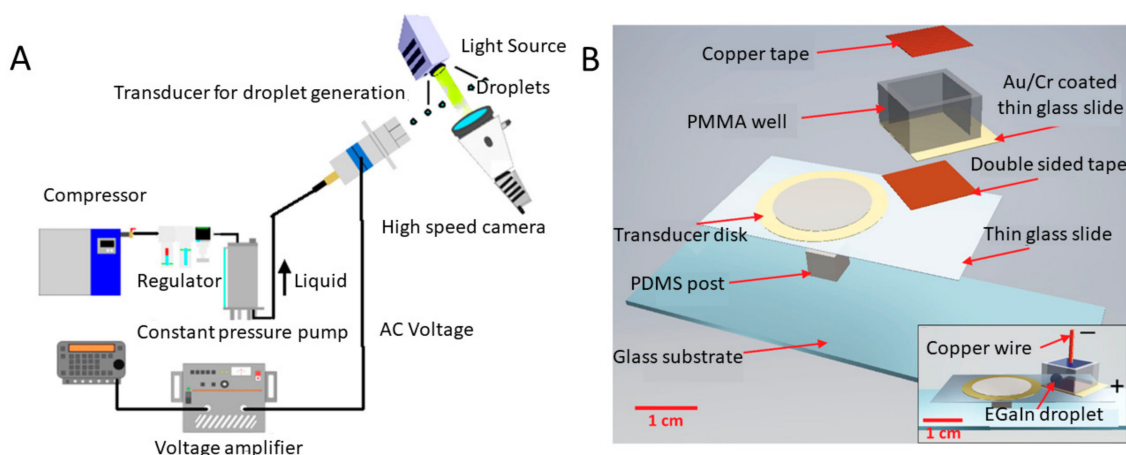 A
Light Source
Transducer for droplet generation
Droplets
Compressor
High speed camera
Regulator
Liquid
Constant pressure pump
AC Voltage
Voltage amplifier
B
Copper tape
Au/Cr coated
thin glass slide
PMMA well
Double sided tape
Transducer disk
Thin glass slide
PDMS post
Glass substrate
1 cm
Copper wire
−
+
EGaIn droplet
1 cm